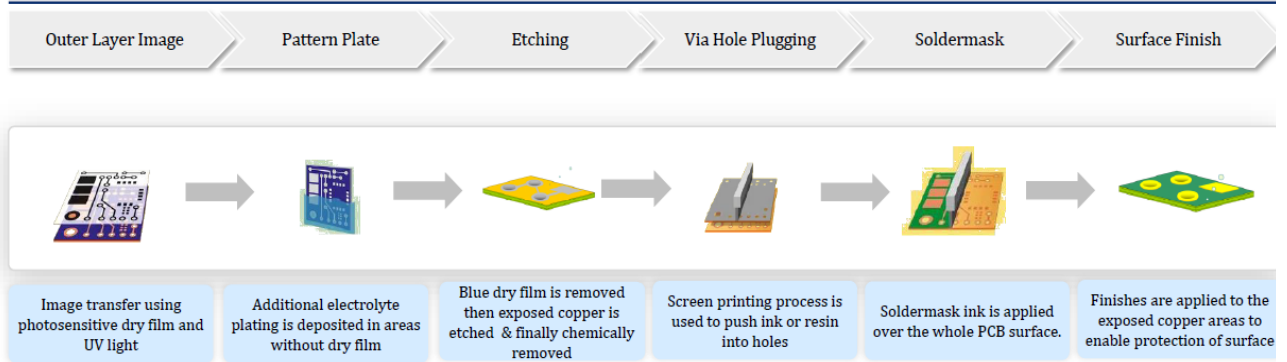 Outer Layer Image
Pattern Plate
Etching
Via Hole Plugging
Soldermask
Surface Finish
Image transfer using
photosensitive dry film and
UV light
Additional electrolyte
plating is deposited in areas
without dry film
Blue dry film is removed
then exposed copper is
etched & finally chemically
removed
Screen printing process is
used to push ink or resin
into holes
Soldermask ink is applied
over the whole PCB surface.
Finishes are applied to the
exposed copper areas to
enable protection of surface